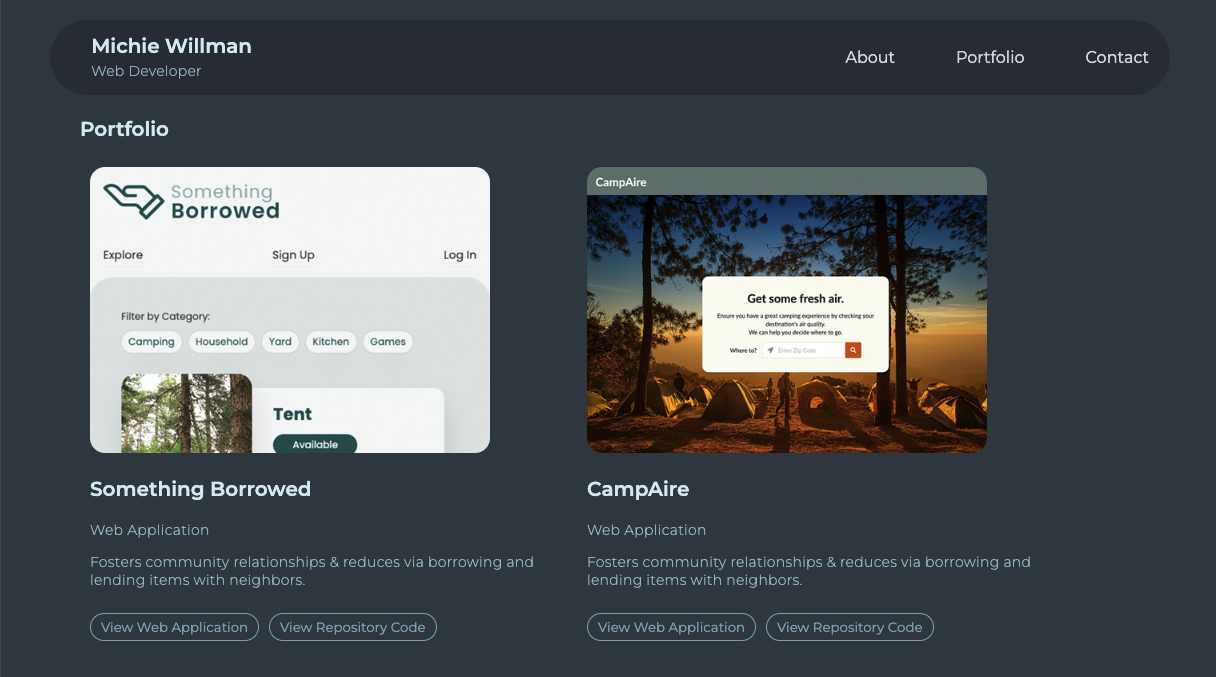 Michie Willman
Web Developer
About
Portfolio
Contact
Portfolio
Something
Borrowed
Explore
Sign Up
Log In
Filter by Category:
Camping
Household
Yard
Kitchen
Games
Tent
Available
CampAire
Get some fresh air.
Ensure you have a great camping experience by checking your
destination's air quality.
We can help you decide where to go.
Where to?
Enter Zip Code
Something Borrowed
Web Application
Fosters community relationships & reduces via borrowing and
lending items with neighbors.
View Web Application
View Repository Code
CampAire
Web Application
Fosters community relationships & reduces via borrowing and
lending items with neighbors.
View Web Application
View Repository Code